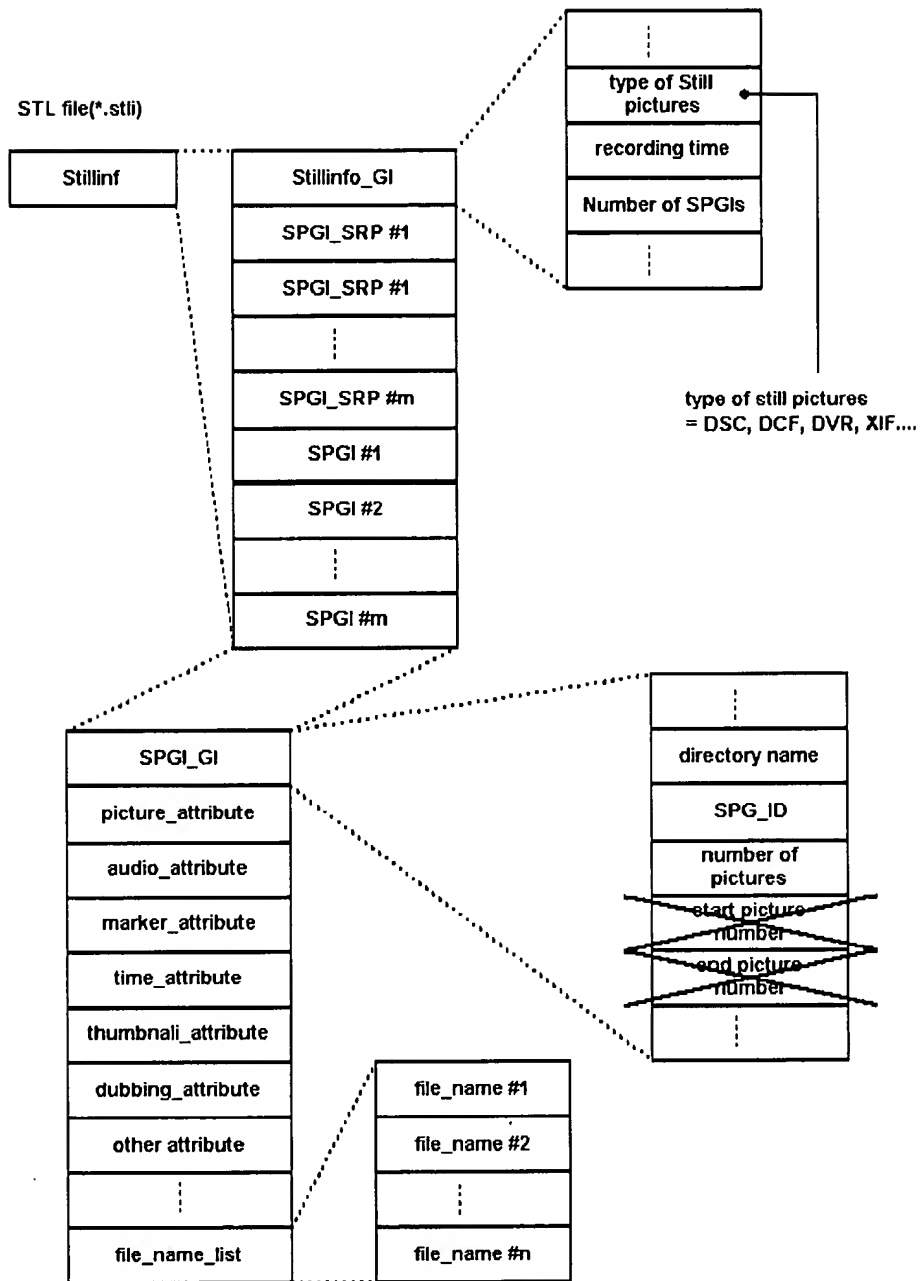 STL file(*.stli)
Stillinf
Stillinfo_GI
SPGI_SRP #1
SPGI_SRP #1
SPGI_SRP #m
SPGI #1
SPGI #2
SPGI #m
type of Still
pictures
recording time
Number of SPGIs
type of still pictures
= DSC, DCF, DVR, XIF....
SPGI_GI
picture_attribute
audio_attribute
marker_attribute
time_attribute
thumbnali_attribute
dubbing_attribute
other attribute
file_name_list
directory name
SPG_ID
number of
pictures
start picture
number
end picture
number
file_name #1
file_name #2
file_name #n